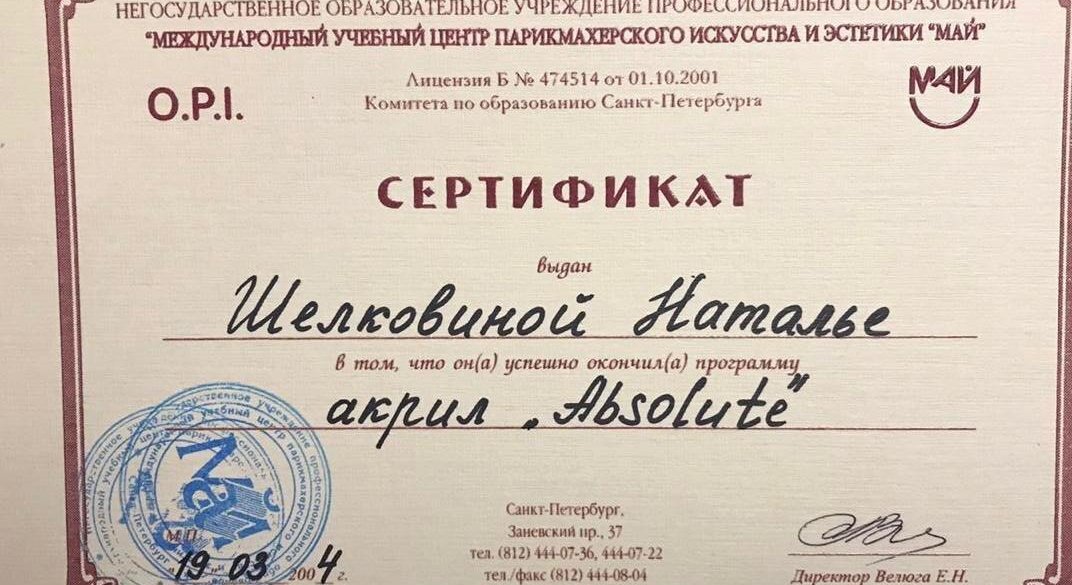 НЕГОСУДАРСТВЕННОЕ ОБРАЗОВАТЕЛЬНОЕ УЧРЕЖДЕНИЕ ПРОФЕССИОНАЛЬНОГО ОБРАЗОВАНИЯ
"МЕЖДУНАРОДНЫЙ УЧЕБНЫЙ ЦЕНТР ПАРИКМАХЕРСКОГО ИСКУССТВА И ЭСТЕТИКИ "МАЙ"
O.P.I.
Лицензия Б № 474514 от 01.10.2001
Комитета по образованию Санкт-Петербурга
МАЙ
СЕРТИФИКАТ
выдан
Шелковиной Наталье
в том, что он(а) успешно окончил(а) программу
акрил „Absolute"
Май
М.П.
19 03 2004 г.
Санкт-Петербург,
Заневский пр., 37
тел. (812) 444-07-36, 444-07-22
тел./факс (812) 444-08-04
Директор Велюга Е.Н.